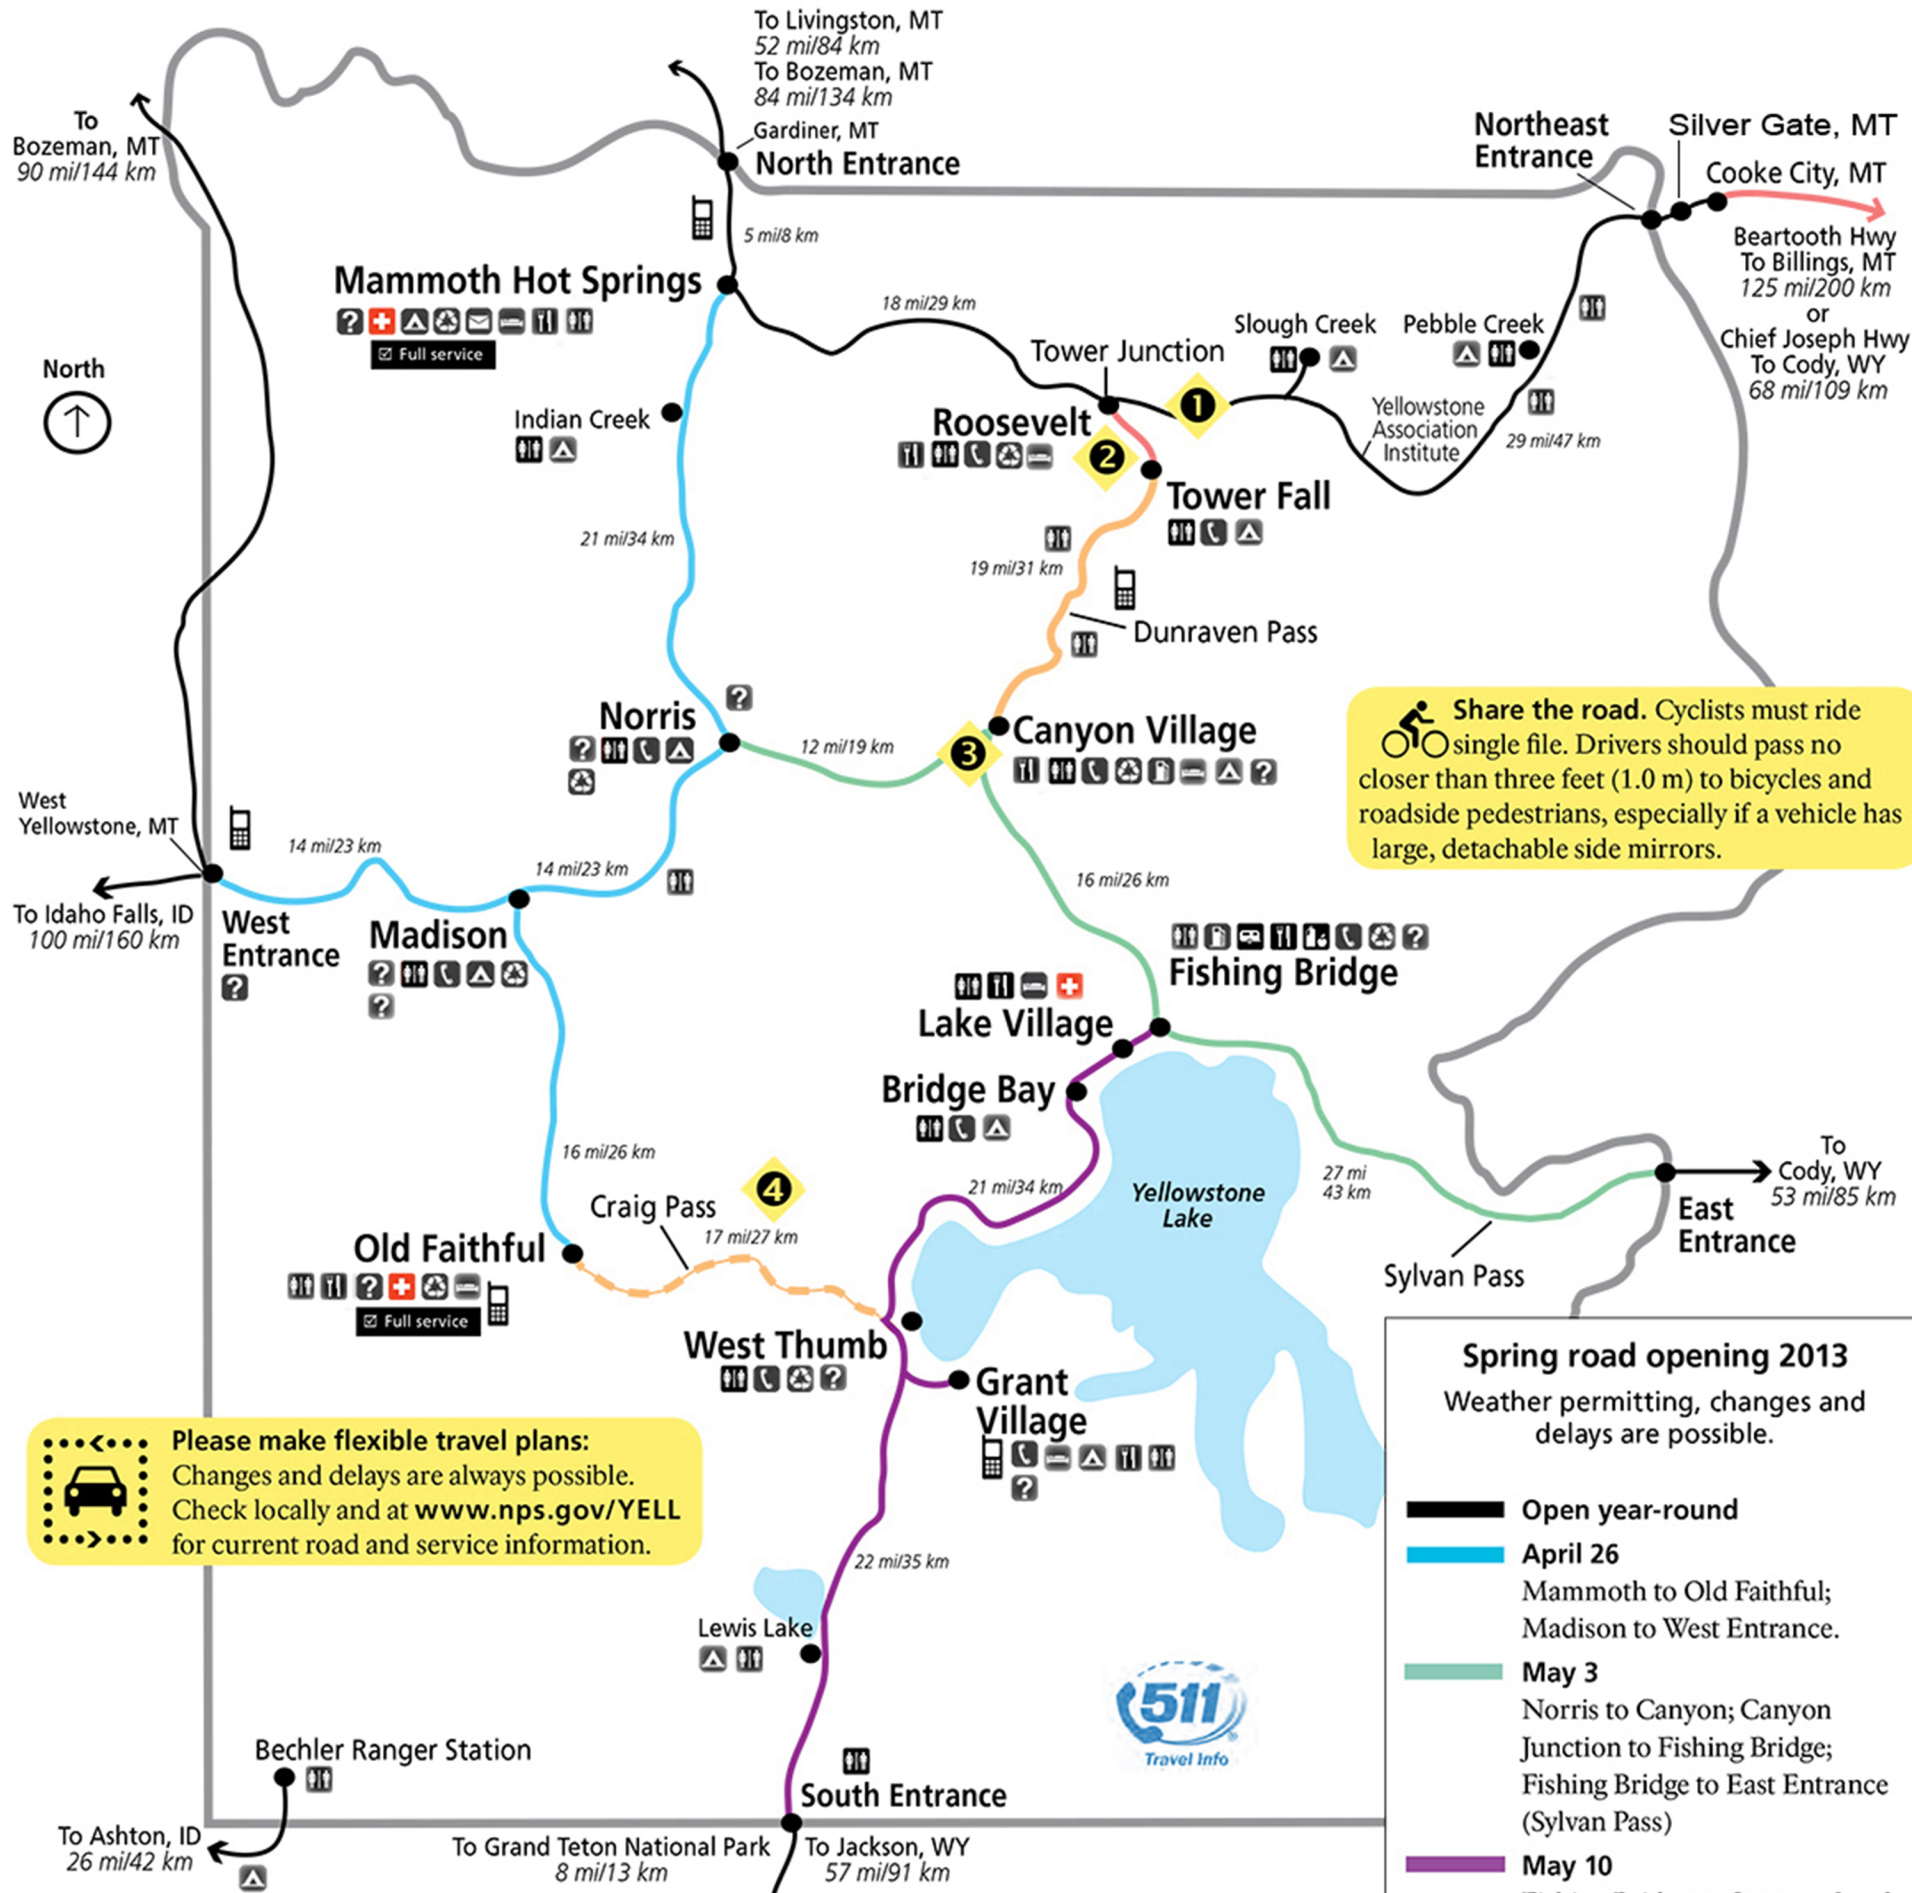 To Livingston, MT
52 mi/84 km
To Bozeman, MT
84 mi/134 km
Gardiner, MT
North Entrance
To
Bozeman, MT
90 mi/144 km
Northeast
Entrance
Silver Gate, MT
Cooke City, MT
Beartooth Hwy
To Billings, MT
125 mi/200 km
or
Chief Joseph Hwy
To Cody, WY
68 mi/109 km
5 mi/8 km
Mammoth Hot Springs
?
Full service
18 mi/29 km
Tower Junction
Slough Creek
Pebble Creek
North
Indian Creek
Roosevelt
1
2
Yellowstone
Association
Institute
29 mi/47 km
Tower Fall
21 mi/34 km
19 mi/31 km
Dunraven Pass
?
Norris
?
12 mi/19 km
3
Canyon Village
?
Share the road. Cyclists must ride
single file. Drivers should pass no
closer than three feet (1.0 m) to bicycles and
roadside pedestrians, especially if a vehicle has
large, detachable side mirrors.
West
Yellowstone, MT
14 mi/23 km
14 mi/23 km
16 mi/26 km
To Idaho Falls, ID
100 mi/160 km
West
Entrance
?
Madison
?
?
?
Fishing Bridge
Lake Village
Bridge Bay
16 mi/26 km
21 mi/34 km
Yellowstone
Lake
27 mi
43 km
To
Cody, WY
53 mi/85 km
East
Entrance
Sylvan Pass
4
Craig Pass
17 mi/27 km
Old Faithful
?
Full service
West Thumb
?
Grant
Village
?
Please make flexible travel plans:
Changes and delays are always possible.
Check locally and at www.nps.gov/YELL
for current road and service information.
22 mi/35 km
Lewis Lake
511
Travel Info
Bechler Ranger Station
South Entrance
To Ashton, ID
26 mi/42 km
To Grand Teton National Park
8 mi/13 km
To Jackson, WY
57 mi/91 km
Spring road opening 2013
Weather permitting, changes and
delays are possible.
Open year-round
April 26
Mammoth to Old Faithful;
Madison to West Entrance.
May 3
Norris to Canyon; Canyon
Junction to Fishing Bridge;
Fishing Bridge to East Entrance
(Sylvan Pass)
May 10